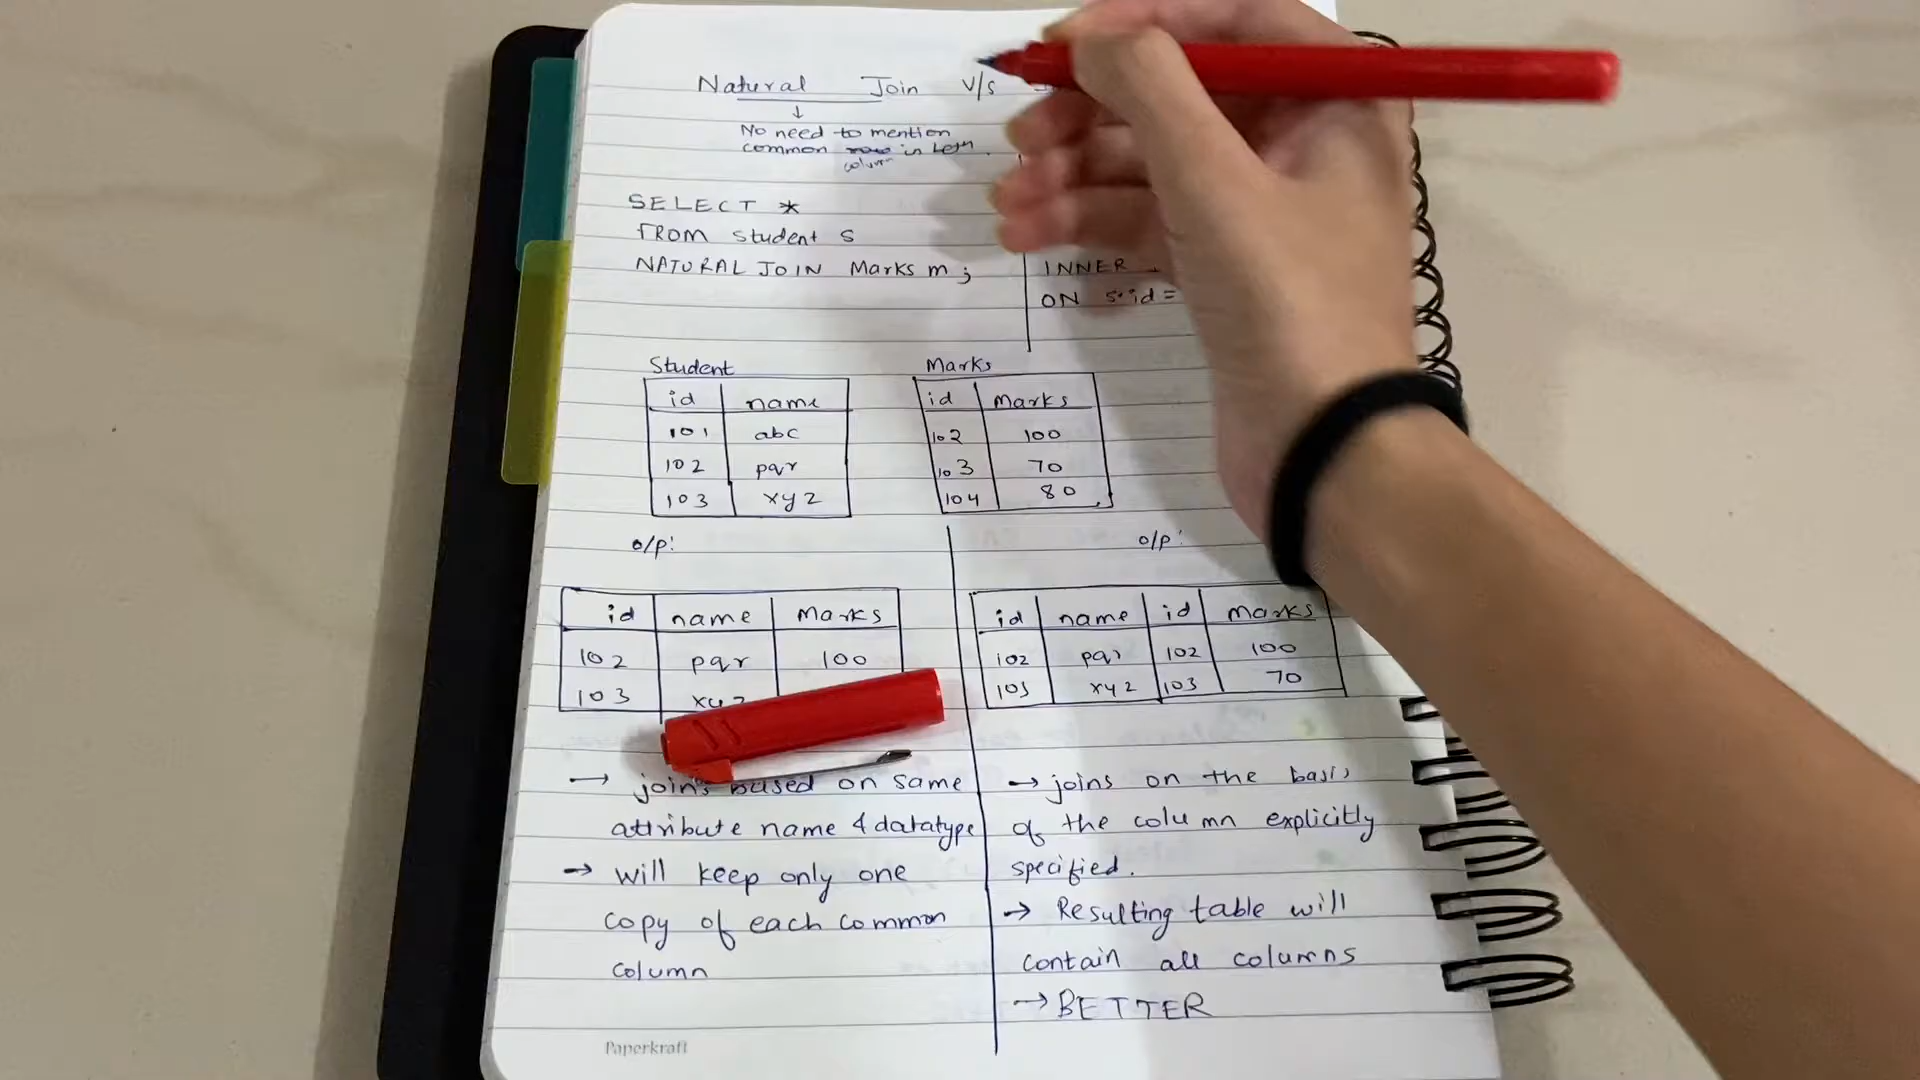 Natural Join V/s
↓
No need to mention
common in both.
column
SELECT *
FROM student s
NATURAL JOIN Marks m;
INNER
ON s.id =
Student
id name
101 abc
102 pqr
103 xyz
Marks
id Marks
102 100
103 70
104 80
o/p:
id name Marks
102 pqr 100
103 xyz
→ joins based on same
attribute name & datatype
→ will keep only one
copy of each common
column
o/p:
id name id marks
102 pqr 102 100
103 xyz 103 70
→ joins on the basis
of the column explicitly
specified.
→ Resulting table will
contain all columns
→ BETTER
Paperkraft